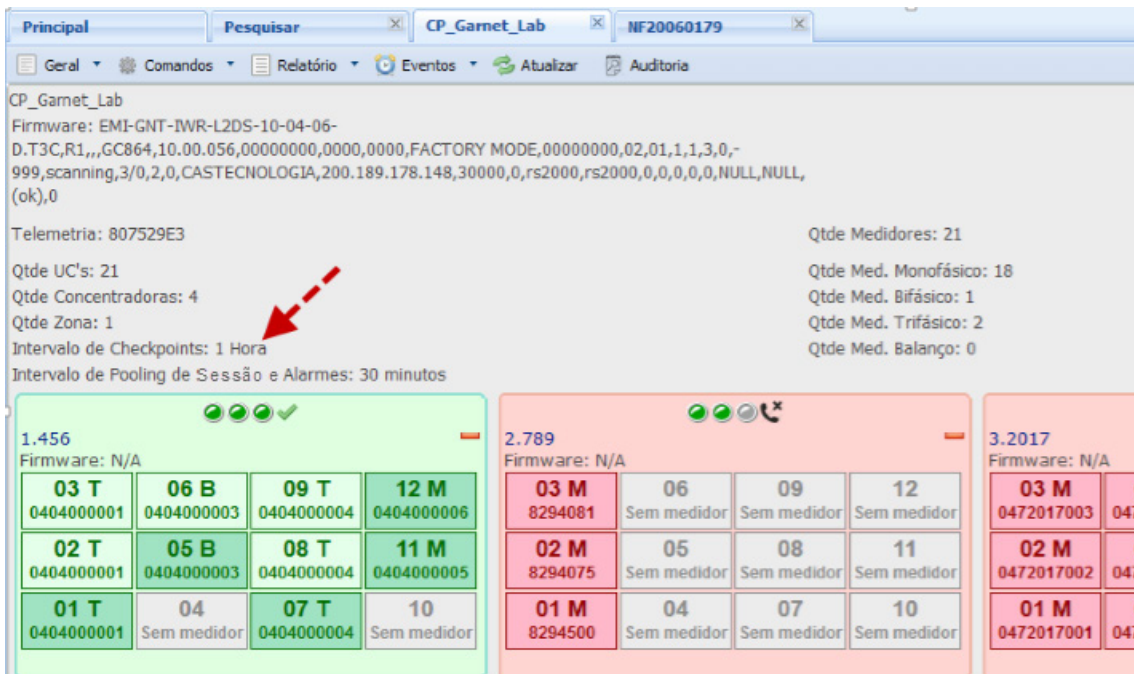 Principal Pesquisar CP_Garnet_Lab NF20060179
Geral Comandos Relatório Eventos Atualizar Auditoria
CP_Garnet_Lab
Firmware: EMI-GNT-IWR-L2DS-10-04-06-
D.T3C,R1,,,GC864,10.00.056,00000000,0000,0000,FACTORY MODE,00000000,02,01,1,1,3,0,-
999,scanning,3/0,2,0,CASTECNOLOGIA,200.189.178.148,30000,0,rs2000,rs2000,0,0,0,0,0,NULL,NULL,
(ok),0
Telemetria: 807529E3 Qtde Medidores: 21
Qtde UC's: 21 Qtde Med. Monofásico: 18
Qtde Concentradoras: 4 Qtde Med. Bifásico: 1
Qtde Zona: 1 Qtde Med. Trifásico: 2
Intervalo de Checkpoints: 1 Hora Qtde Med. Balanço: 0
Intervalo de Pooling de Sessão e Alarmes: 30 minutos
1.456 2.789 3.2017
Firmware: N/A Firmware: N/A Firmware: N/A
03 T 06 B 09 T 12 M 03 M 06 09 12 03 M
0404000001 0404000003 0404000004 0404000006 8294081 Sem medidor Sem medidor Sem medidor 0472017003 04
02 T 05 B 08 T 11 M 02 M 05 08 11 02 M
0404000001 0404000003 0404000004 0404000005 8294075 Sem medidor Sem medidor Sem medidor 0472017002 04
01 T 04 07 T 10 01 M 04 07 10 01 M
0404000001 Sem medidor 0404000004 Sem medidor 8294500 Sem medidor Sem medidor Sem medidor 0472017001 04